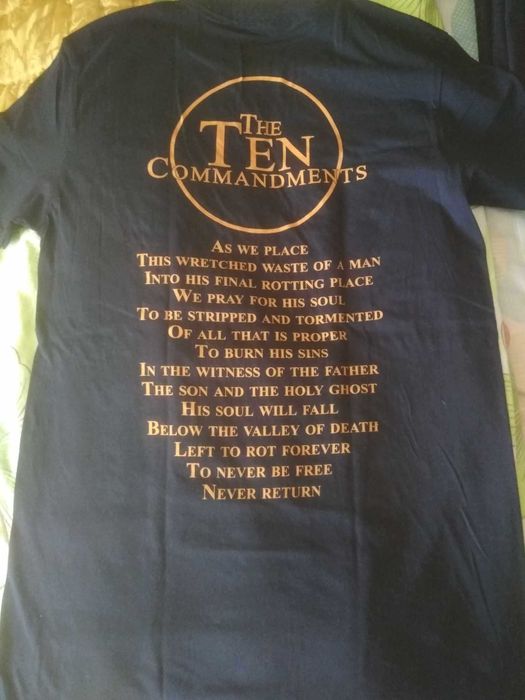 The
Ten
Commandments
As we place
This wretched waste of a man
Into his final rotting place
We pray for his soul
To be stripped and tormented
Of all that is proper
To burn his sins
In the witness of the father
The son and the holy ghost
His soul will fall
Below the valley of death
Left to rot forever
To never be free
Never return